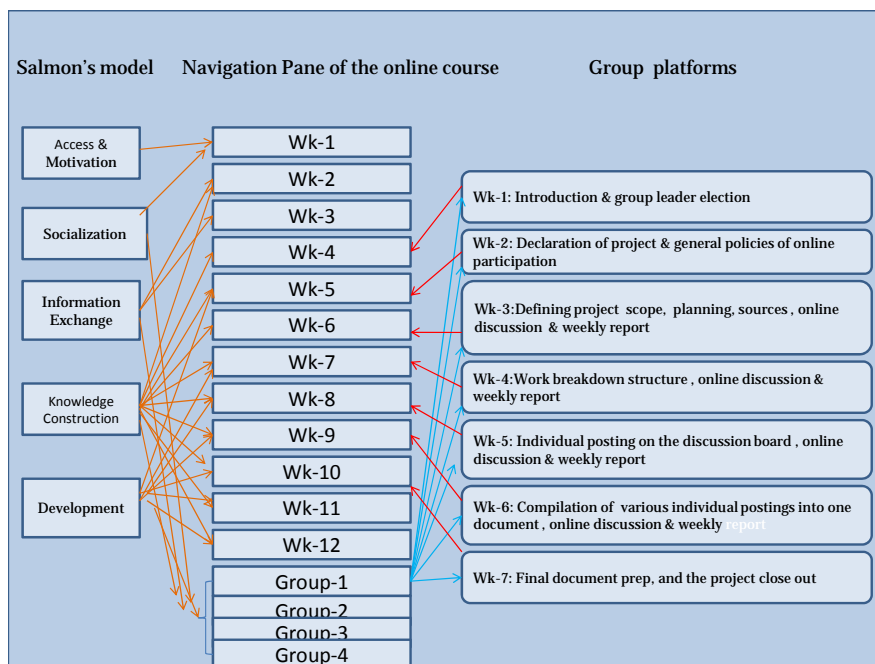 Salmon's model
Navigation Pane of the online course
Group platforms
Access &
Motivation
Socialization
Information
Exchange
Knowledge
Construction
Development
Wk-1
Wk-2
Wk-3
Wk-4
Wk-5
Wk-6
Wk-7
Wk-8
Wk-9
Wk-10
Wk-11
Wk-12
Group-1
Group-2
Group-3
Group-4
Wk-1: Introduction & group leader election
Wk-2: Declaration of project & general policies of online
participation
Wk-3:Defining project scope, planning, sources , online
discussion & weekly report
Wk-4:Work breakdown structure , online discussion &
weekly report
Wk-5: Individual posting on the discussion board , online
discussion & weekly report
Wk-6: Compilation of various individual postings into one
document , online discussion & weekly report
Wk-7: Final document prep, and the project close out